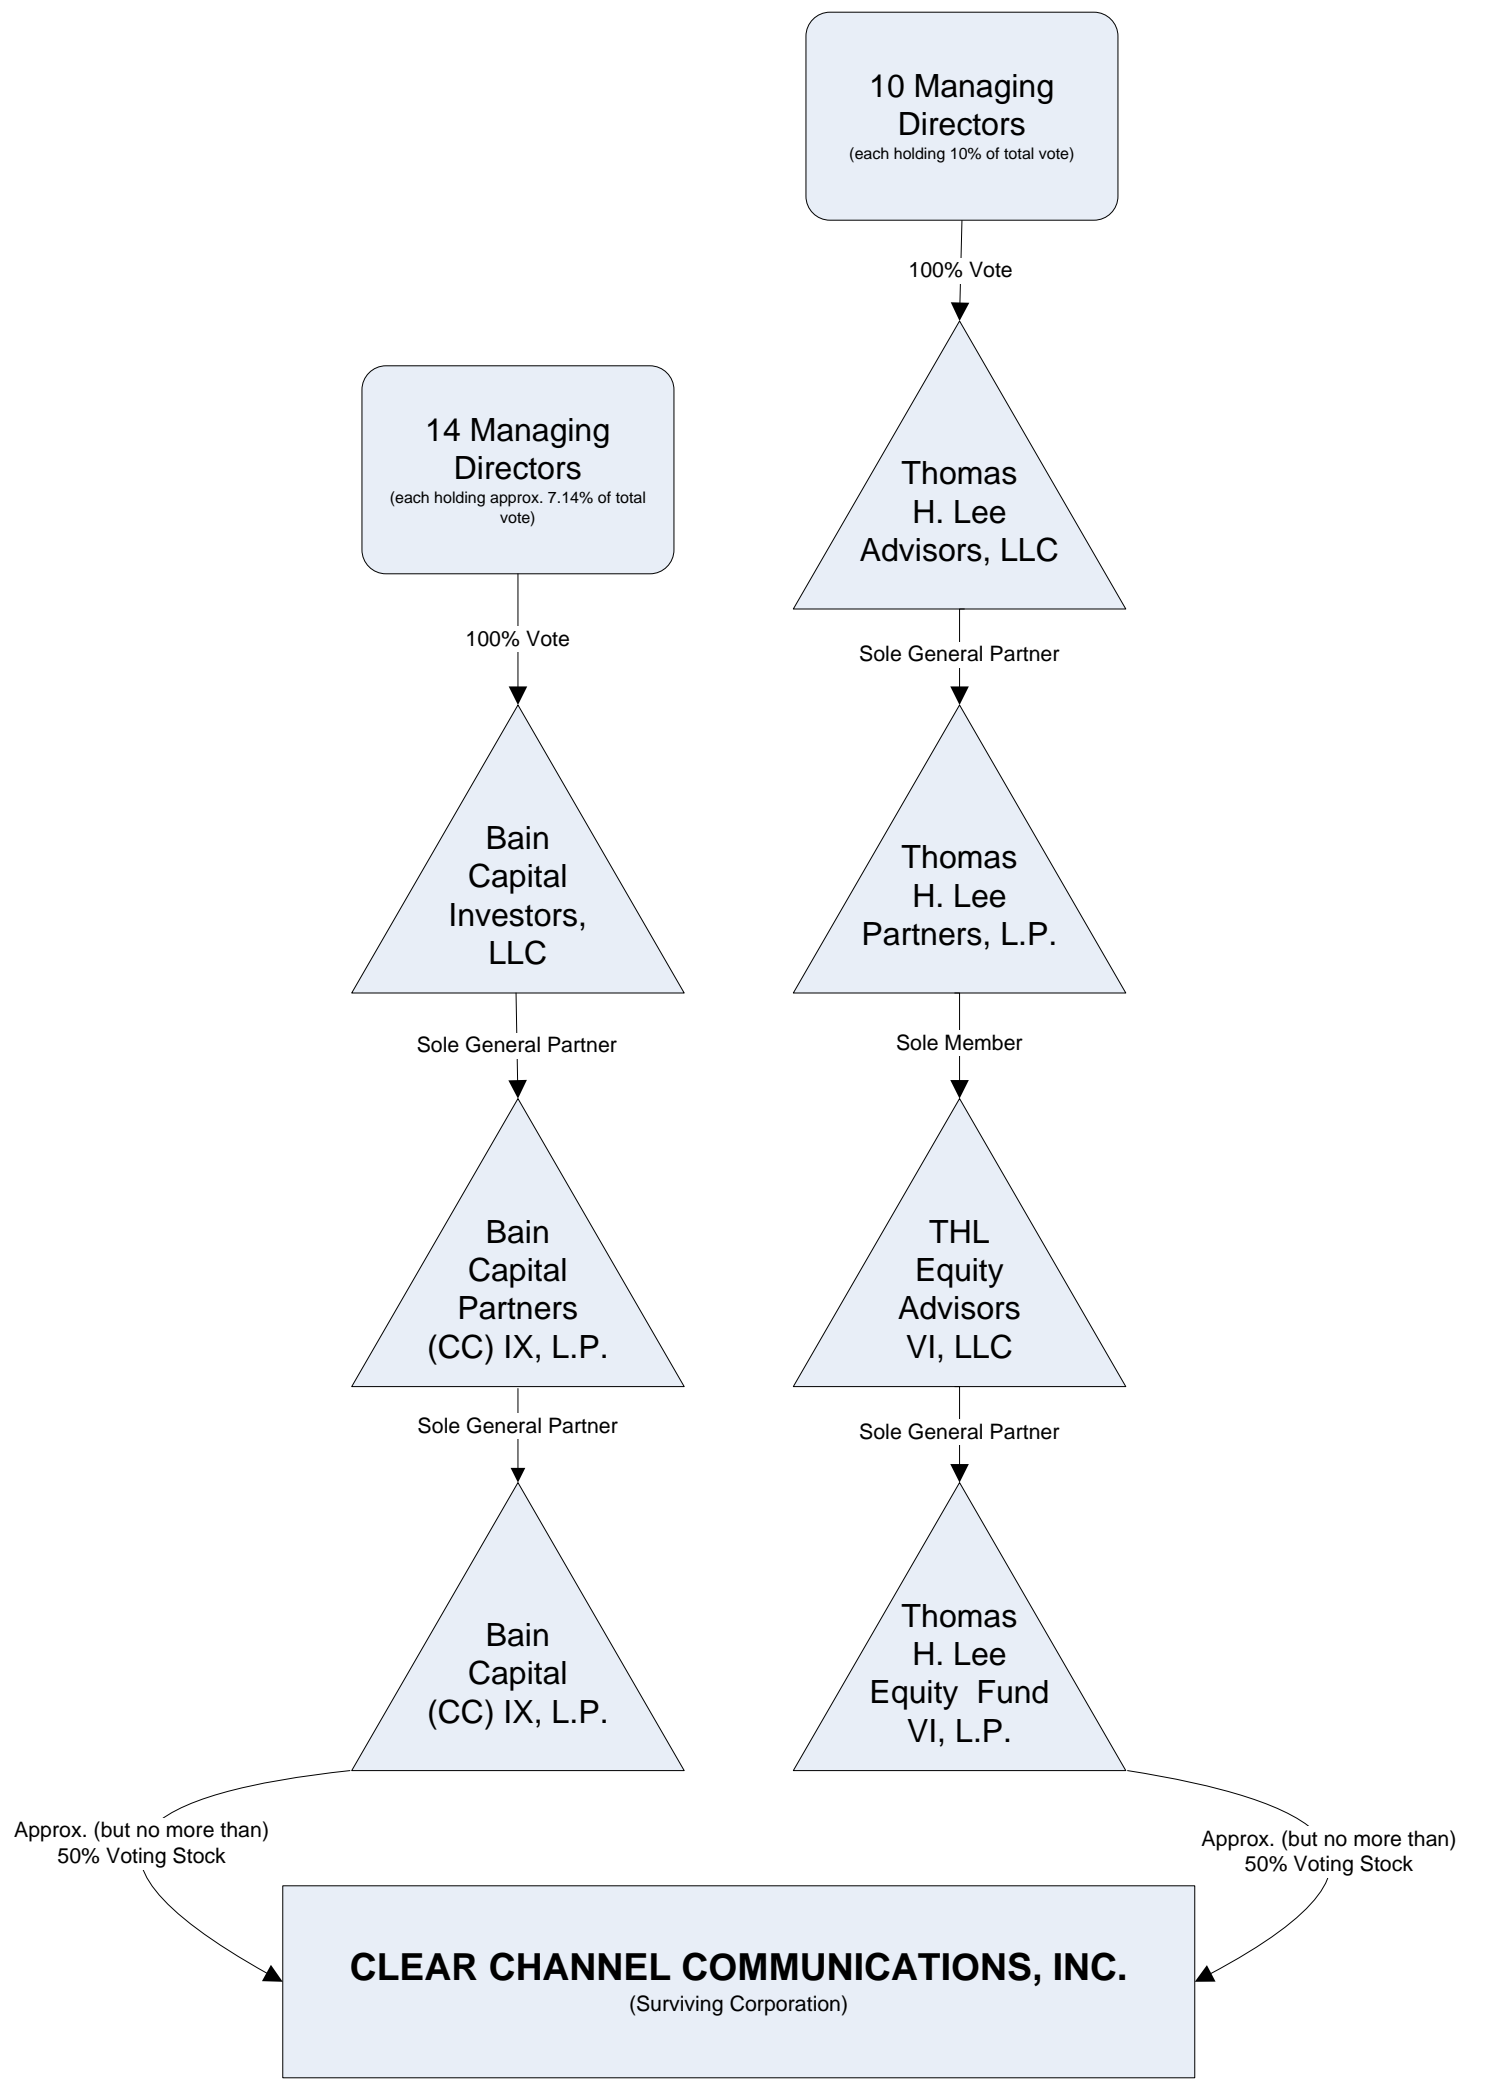 10 Managing
Directors
(each holding 10% of total vote)
100% Vote
Thomas
H. Lee
Advisors, LLC
Sole General Partner
Thomas
H. Lee
Partners, L.P.
Sole Member
THL
Equity
Advisors
VI, LLC
Sole General Partner
Thomas
H. Lee
Equity  Fund
VI, L.P.
Approx. (but no more than)
50% Voting Stock
14 Managing
Directors
(each holding approx. 7.14% of total
vote)
100% Vote
Bain
Capital
Investors,
LLC
Sole General Partner
Bain
Capital
Partners
(CC) IX, L.P.
Sole General Partner
Bain
Capital
(CC) IX, L.P.
Approx. (but no more than)
50% Voting Stock
CLEAR CHANNEL COMMUNICATIONS, INC.
(Surviving Corporation)